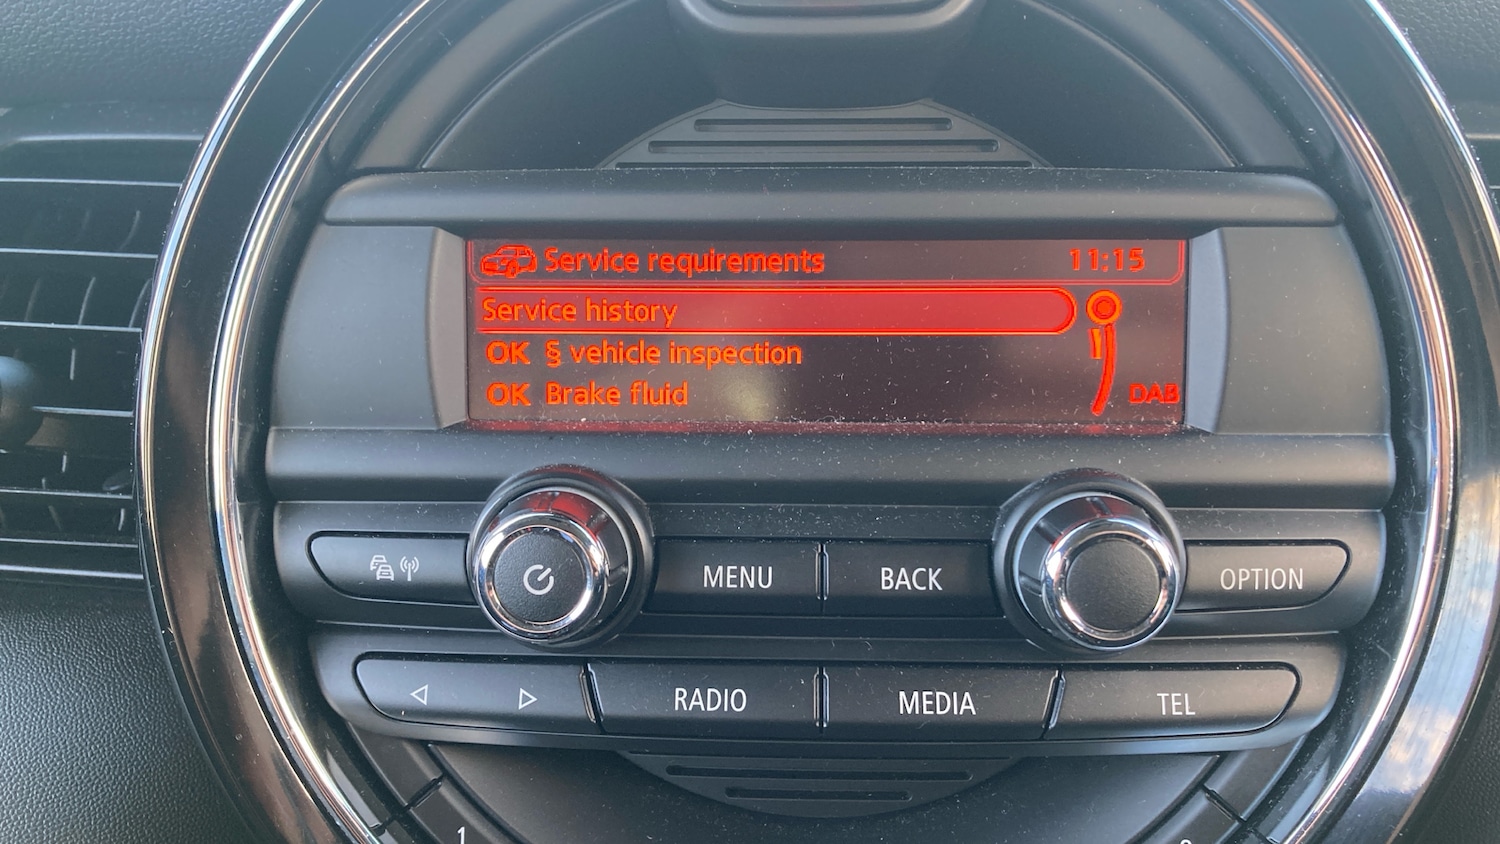 Service requirements 11:15
Service history
OK § vehicle inspection
OK Brake fluid
DAB
MENU BACK OPTION
RADIO MEDIA TEL
1